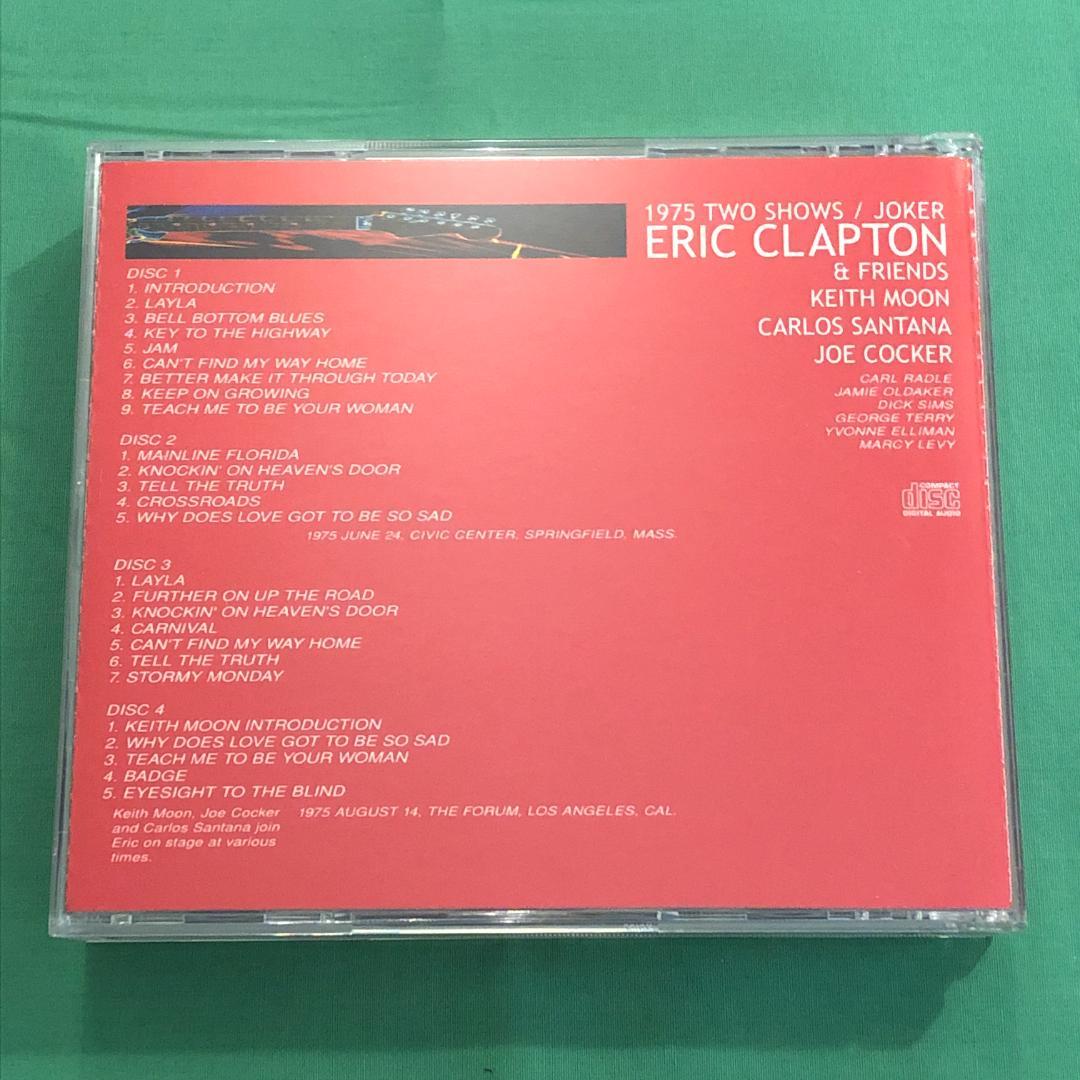 1975 TWO SHOWS / JOKER
ERIC CLAPTON
& FRIENDS
KEITH MOON
CARLOS SANTANA
JOE COCKER
CARL RADLE
JAMIE OLDAKER
DICK SIMS
GEORGE TERRY
YVONNE ELLIMAN
MARCY LEVY
COMPACT
disc
DIGITAL AUDIO
DISC 1
1. INTRODUCTION
2. LAYLA
3. BELL BOTTOM BLUES
4. KEY TO THE HIGHWAY
5. JAM
6. CAN'T FIND MY WAY HOME
7. BETTER MAKE IT THROUGH TODAY
8. KEEP ON GROWING
9. TEACH ME TO BE YOUR WOMAN
DISC 2
1. MAINLINE FLORIDA
2. KNOCKIN' ON HEAVEN'S DOOR
3. TELL THE TRUTH
4. CROSSROADS
5. WHY DOES LOVE GOT TO BE SO SAD
1975 JUNE 24, CIVIC CENTER, SPRINGFIELD, MASS.
DISC 3
1. LAYLA
2. FURTHER ON UP THE ROAD
3. KNOCKIN' ON HEAVEN'S DOOR
4. CARNIVAL
5. CAN'T FIND MY WAY HOME
6. TELL THE TRUTH
7. STORMY MONDAY
DISC 4
1. KEITH MOON INTRODUCTION
2. WHY DOES LOVE GOT TO BE SO SAD
3. TEACH ME TO BE YOUR WOMAN
4. BADGE
5. EYESIGHT TO THE BLIND
Keith Moon, Joe Cocker
and Carlos Santana join
Eric on stage at various
times.
1975 AUGUST 14, THE FORUM, LOS ANGELES, CAL.